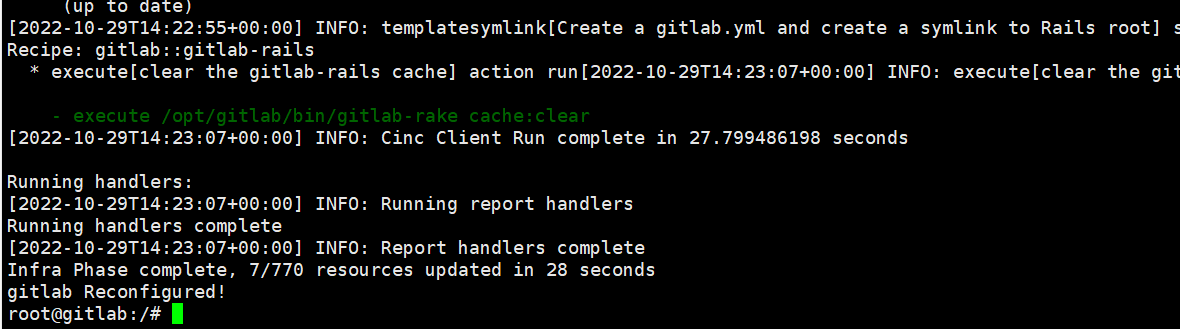 (up to date)
[2022-10-29T14:22:55+00:00] INFO: templatesymlink[Create a gitlab.yml and create a symlink to Rails root] s
Recipe: gitlab::gitlab-rails
* execute[clear the gitlab-rails cache] action run[2022-10-29T14:23:07+00:00] INFO: execute[clear the git
- execute /opt/gitlab/bin/gitlab-rake cache:clear
[2022-10-29T14:23:07+00:00] INFO: Cinc Client Run complete in 27.799486198 seconds
Running handlers:
[2022-10-29T14:23:07+00:00] INFO: Running report handlers
Running handlers complete
[2022-10-29T14:23:07+00:00] INFO: Report handlers complete
Infra Phase complete, 7/770 resources updated in 28 seconds
gitlab Reconfigured!
root@gitlab:/#